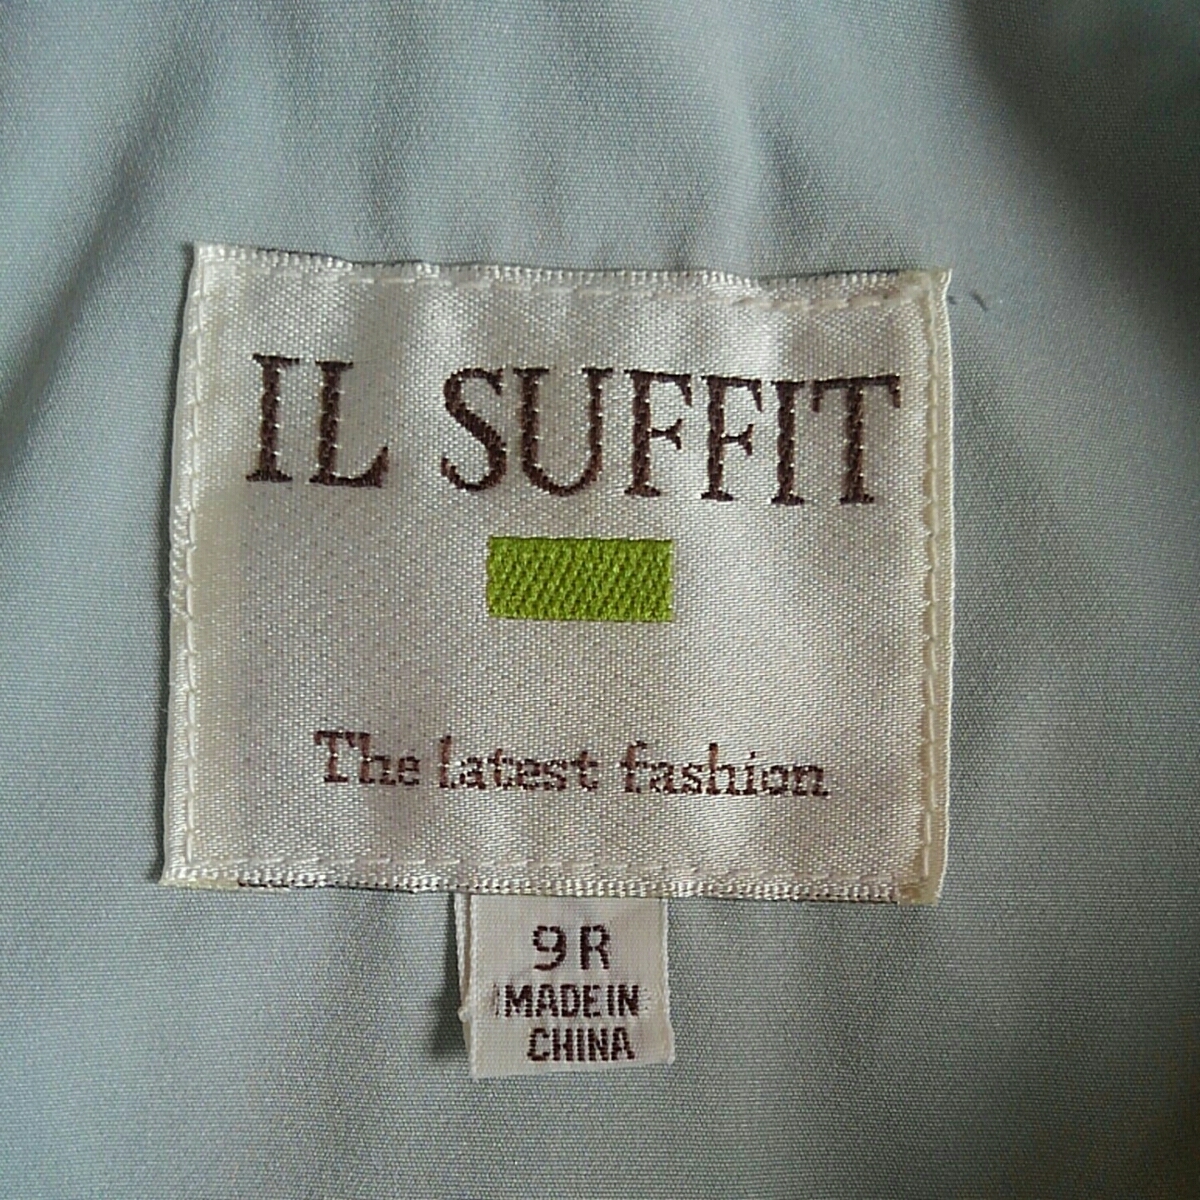 IL SUFFIT
The latest fashion
9R
MADE IN
CHINA